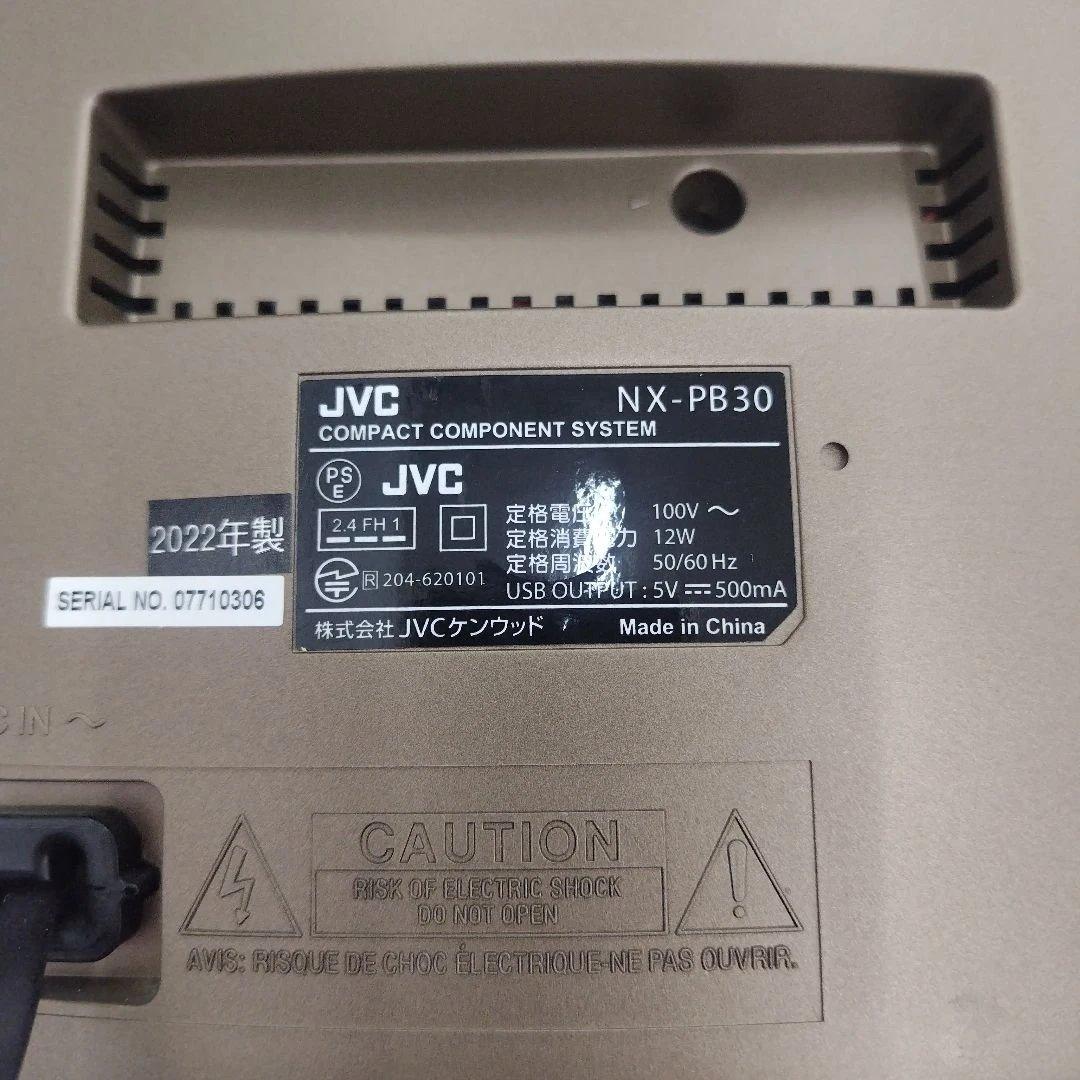 JVC NX-PB30
COMPACT COMPONENT SYSTEM
PS
E
JVC
2.4 FH 1
R 204-620101
定格電圧 100V ～
定格消費電力 12W
定格周波数 50/60 Hz
USB OUTPUT : 5V ⎓ 500mA
株式会社 JVCケンウッド Made in China
2022年製
SERIAL NO. 07710306
C IN ～
CAUTION
RISK OF ELECTRIC SHOCK
DO NOT OPEN
AVIS: RISQUE DE CHOC ÉLECTRIQUE-NE PAS OUVRIR.